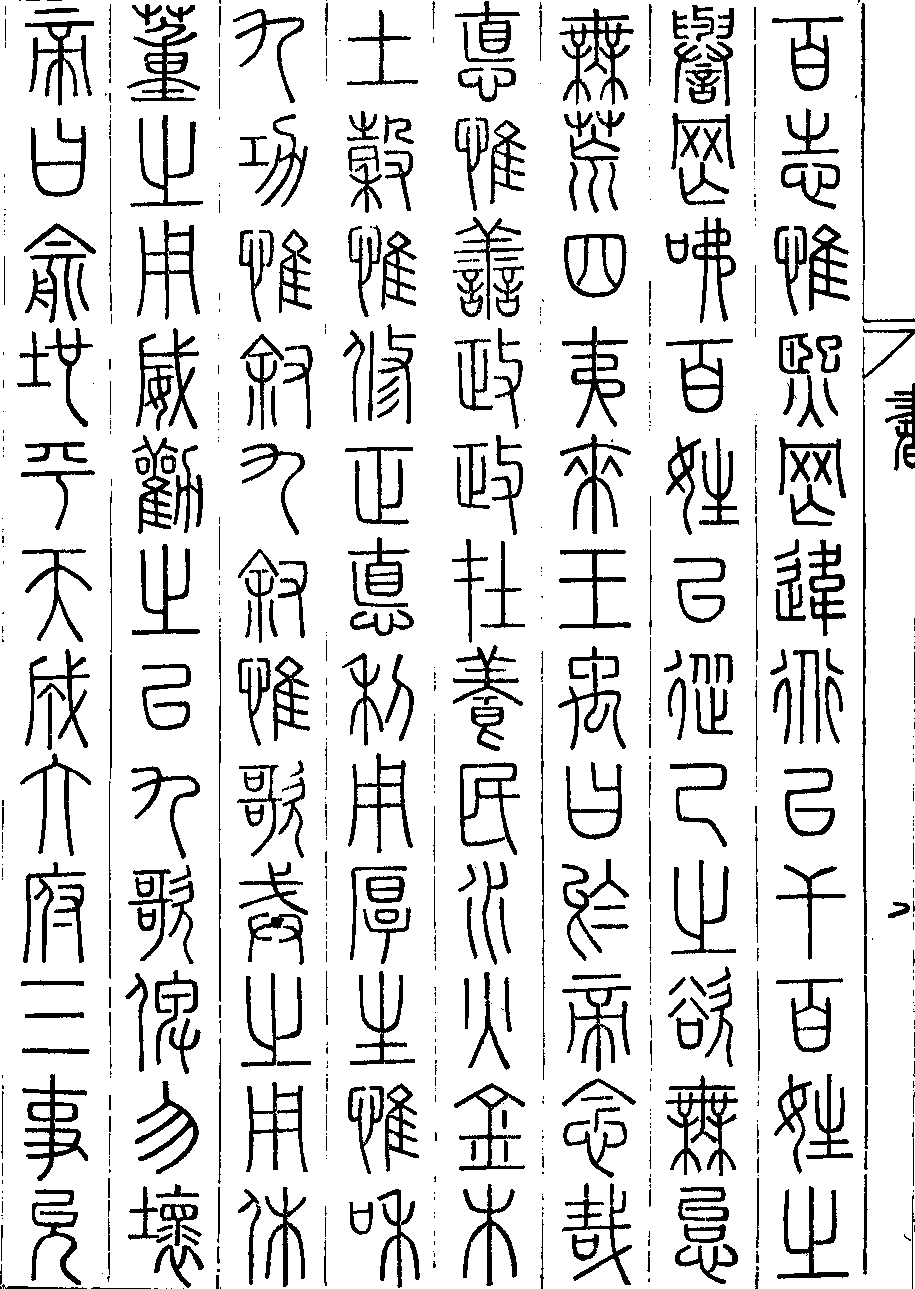 百志惟熙罔違道以干百姓之
譽罔咈百姓以從己之欲無怠
無荒四夷來王禹曰於帝念哉
悳惟善政政在養民水火金木
土穀惟修正悳利用厚生惟和
九功惟敘九敘惟歌戒之用休
董之用威勸之以九歌俾勿壞
帝曰俞地平天成六府三事允